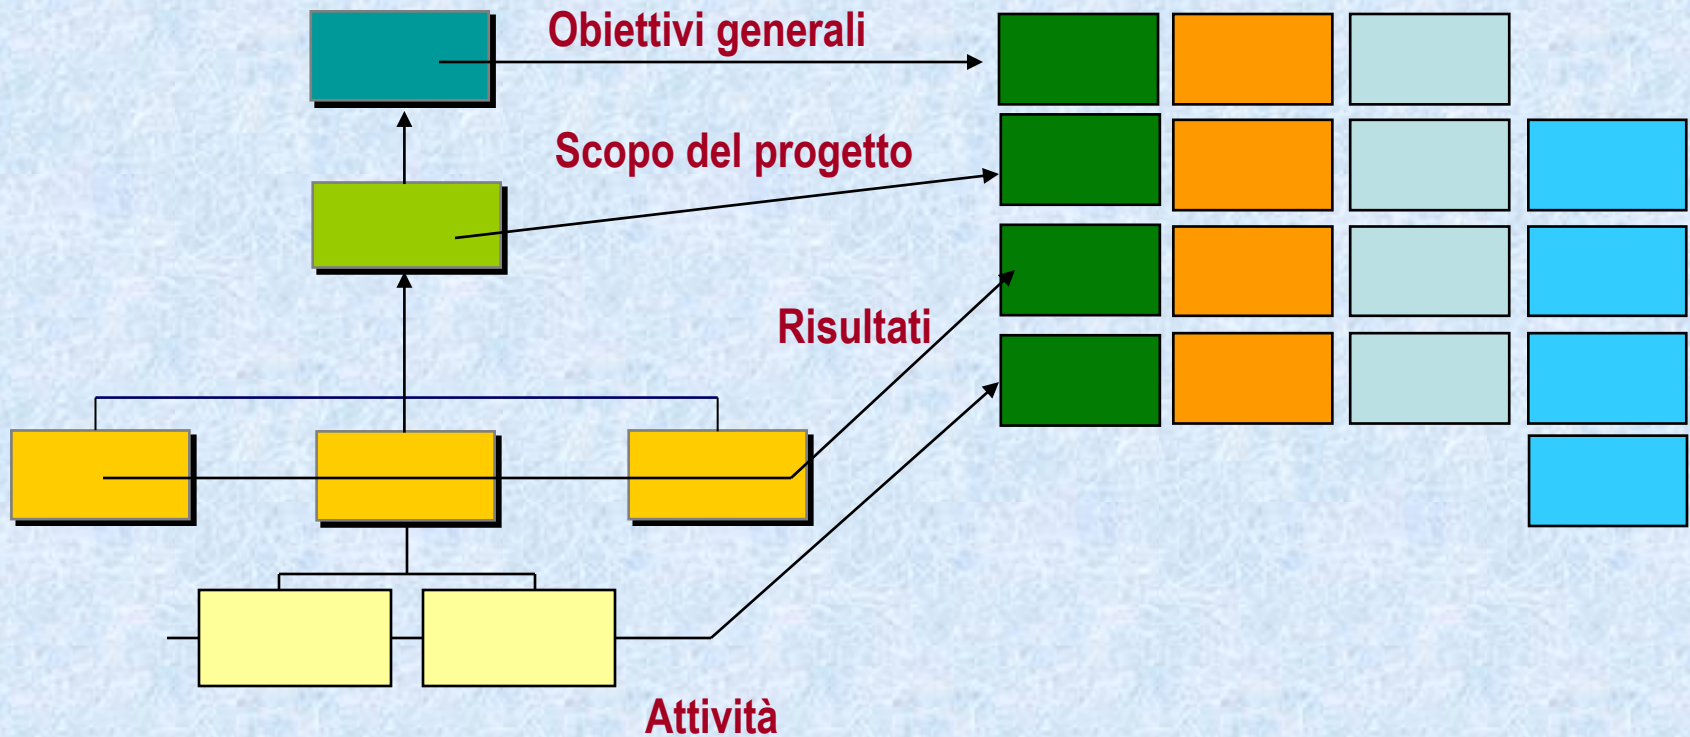 Obiettivi generali
Scopo del progetto
Risultati
Attività